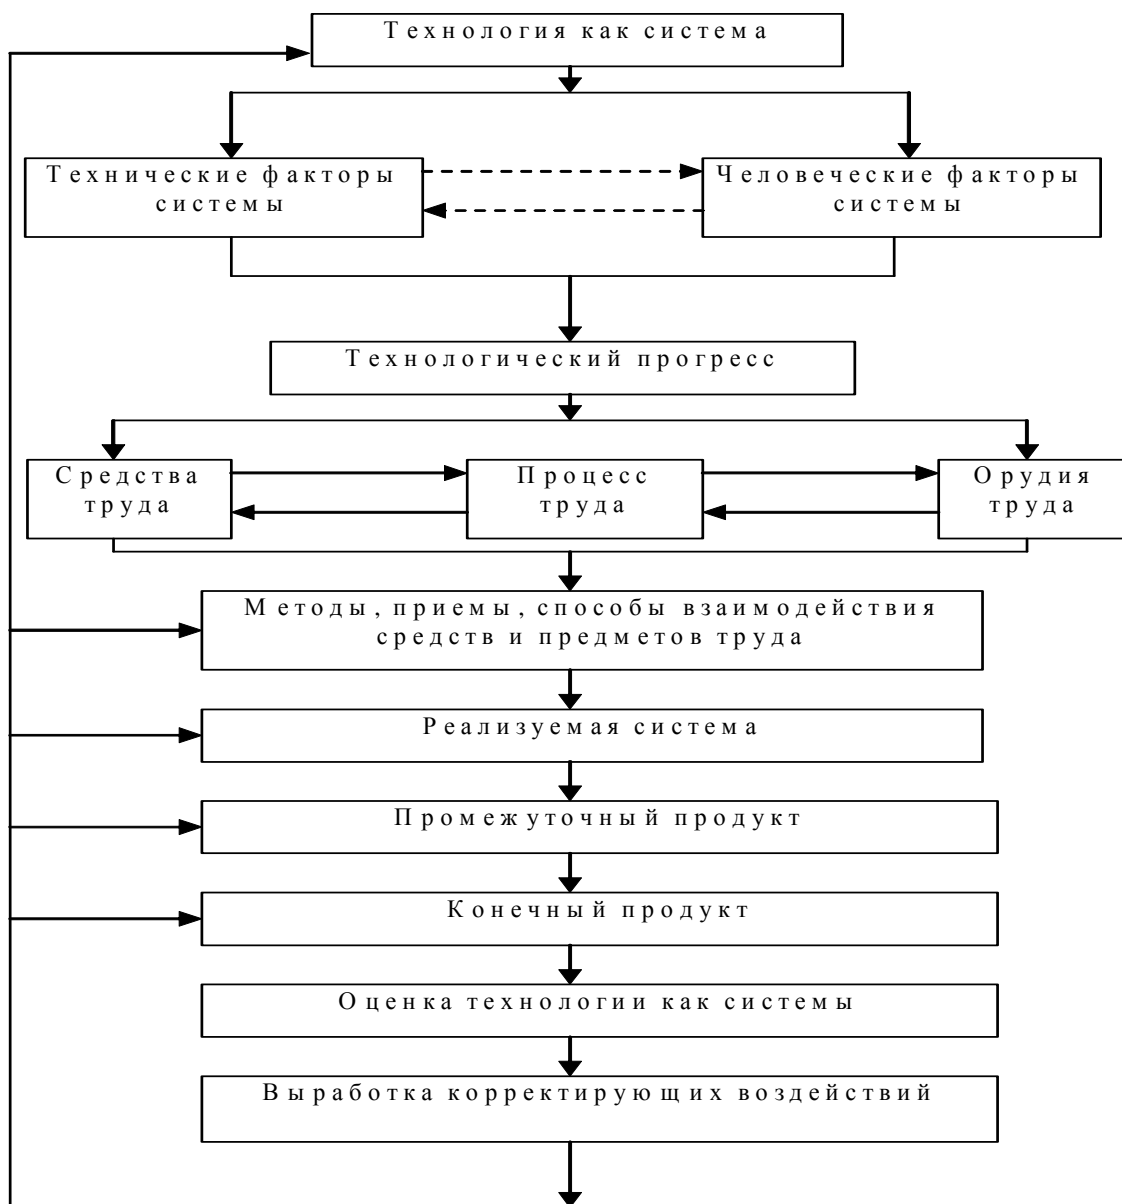 Технология как система
Технические факторы
системы
Человеческие факторы
системы
Технологический прогресс
Средства
труда
Процесс
труда
Орудия
труда
Методы, приемы, способы взаимодействия
средств и предметов труда
Реализуемая система
Промежуточный продукт
Конечный продукт
Оценка технологии как системы
Выработка корректирующих воздействий